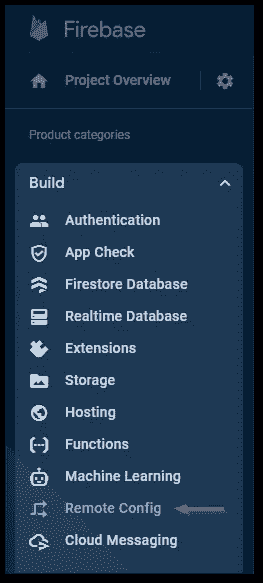 Firebase
Project Overview
Product categories
Build
Authentication
App Check
Firestore Database
Realtime Database
Extensions
Storage
Hosting
Functions
Machine Learning
Remote Config
Cloud Messaging